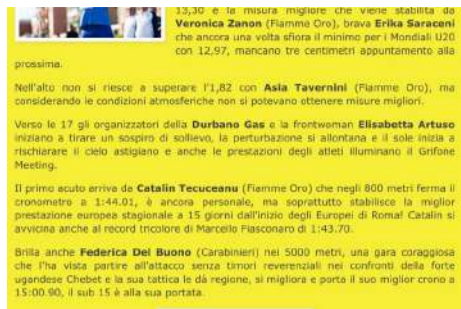 13,30 e la misura migliore che viene stabilita da
Veronica Zanon (Fiamme Oro), brava Erika Saraceni
che ancora una volta sfiora il minimo per i Mondiali U20
con 12,97, mancano tre centimetri appuntamento alla
prossima.
Nell'alto non si riesce a superare l'1,82 con Asia Tavernini (Fiamme Oro), ma
considerando le condizioni atmosferiche non si potevano ottenere misure migliori.
Verso le 17 gli organizzatori della Durbano Gas e la frontwoman Elisabetta Artuso
iniziano a tirare un sospiro di sollievo, la perturbazione si allontana e il sole inizia a
rischiarare il cielo astigiano e anche le prestazioni degli atleti illuminano il Grifone
Meeting.
Il primo acuto arriva da Catalin Tecuceanu (Fiamme Oro) che negli 800 metri ferma il
cronometro a 1:44.01, è ancora personale, ma soprattutto stabilisce la miglior
prestazione europea stagionale a 15 giorni dall'inizio degli Europei di Roma! Catalin si
avvicina anche al record tricolore di Marcello Fiasconaro di 1:43.70.
Brilla anche Federica Del Buono (Carabinieri) nei 5000 metri, una gara coraggiosa
che l'ha vista partire all'attacco senza timori reverenziali nei confronti della forte
ugandese Chebet e la sua tattica le dà regione, si migliora e porta il suo miglior crono a
15:00.90, il sub 15 è alla sua portata.